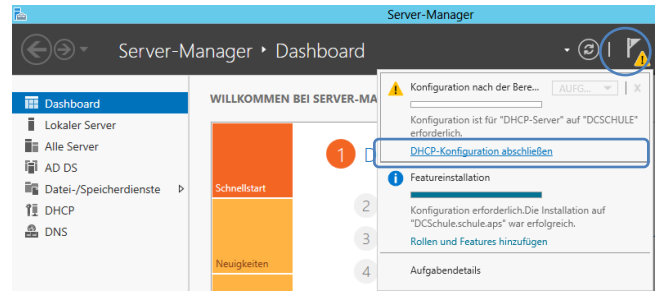 Server-Manager
Server-Manager • Dashboard
Dashboard
Lokaler Server
Alle Server
AD DS
Datei-/Speicherdienste
DHCP
DNS
WILLKOMMEN BEI SERVER-MA
Schnellstart
Neuigkeiten
1 D
2
3
4
Konfiguration nach der Bere... AUFG... X
Konfiguration ist für "DHCP-Server" auf "DCSCHULE"
erforderlich.
DHCP-Konfiguration abschließen
Featureinstallation
Konfiguration erforderlich.Die Installation auf
"DCSchule.schule.aps" war erfolgreich.
Rollen und Features hinzufügen
Aufgabendetails